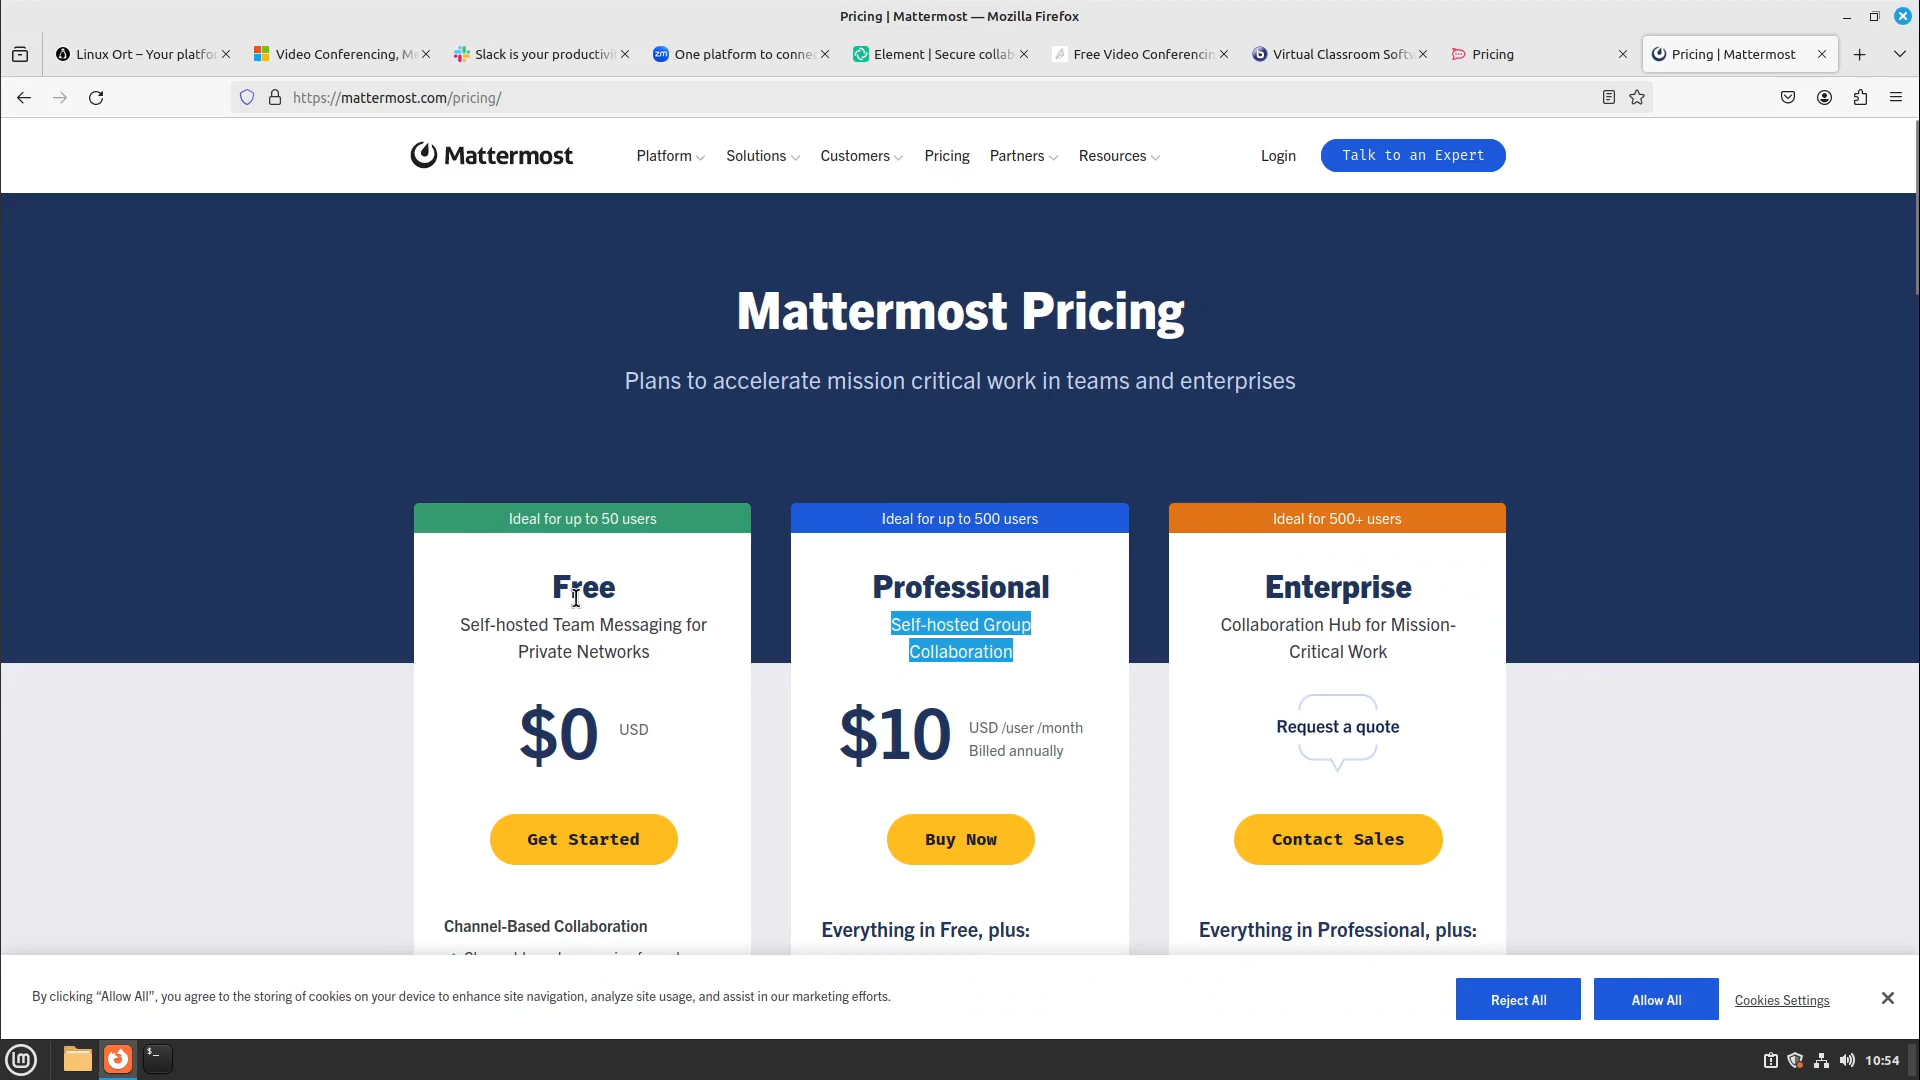 Pricing | Mattermost — Mozilla Firefox
Linux Ort – Your platfo
Video Conferencing, Me
Slack is your productivi
One platform to connec
Element | Secure collab
Free Video Conferencin
Virtual Classroom Softw
Pricing
Pricing | Mattermost
https://mattermost.com/pricing/
Mattermost
Platform
Solutions
Customers
Pricing
Partners
Resources
Login
Talk to an Expert
Mattermost Pricing
Plans to accelerate mission critical work in teams and enterprises
Ideal for up to 50 users
Free
Self-hosted Team Messaging for
Private Networks
$0 USD
Get Started
Channel-Based Collaboration
Ideal for up to 500 users
Professional
Self-hosted Group
Collaboration
$10 USD /user /month
Billed annually
Buy Now
Everything in Free, plus:
Ideal for 500+ users
Enterprise
Collaboration Hub for Mission-
Critical Work
Request a quote
Contact Sales
Everything in Professional, plus:
By clicking “Allow All”, you agree to the storing of cookies on your device to enhance site navigation, analyze site usage, and assist in our marketing efforts.
Reject All
Allow All
Cookies Settings
10:54